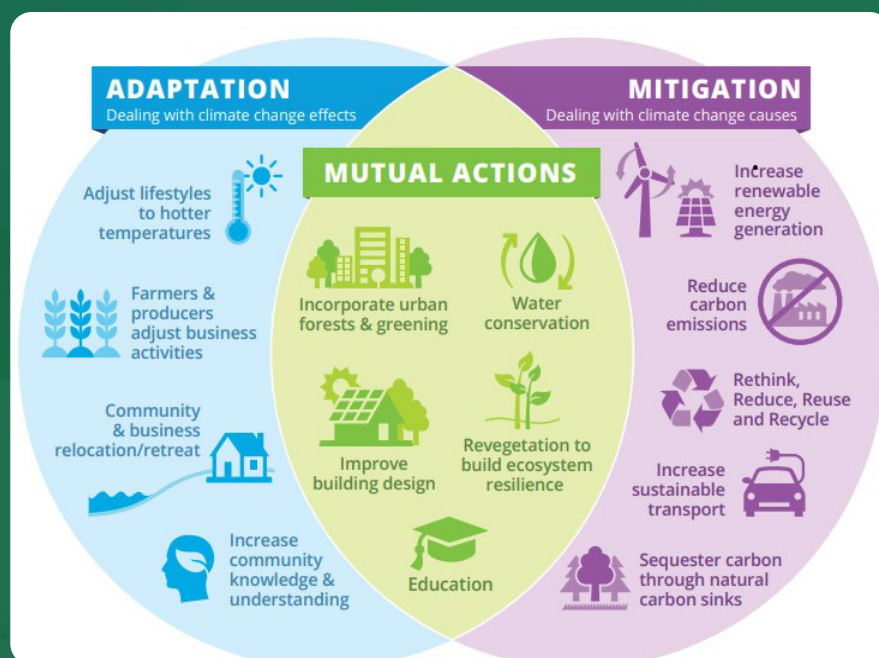 ADAPTATION
Dealing with climate change effects
MITIGATION
Dealing with climate change causes
MUTUAL ACTIONS
Adjust lifestyles
to hotter
temperatures
Farmers &
producers
adjust business
activities
Community
& business
relocation/retreat
Increase
community
knowledge &
understanding
Incorporate urban
forests & greening
Water
conservation
Improve
building design
Revegetation to
build ecosystem
resilience
Education
Increase
renewable
energy
generation
Reduce
carbon
emissions
Rethink,
Reduce, Reuse
and Recycle
Increase
sustainable
transport
Sequester carbon
through natural
carbon sinks